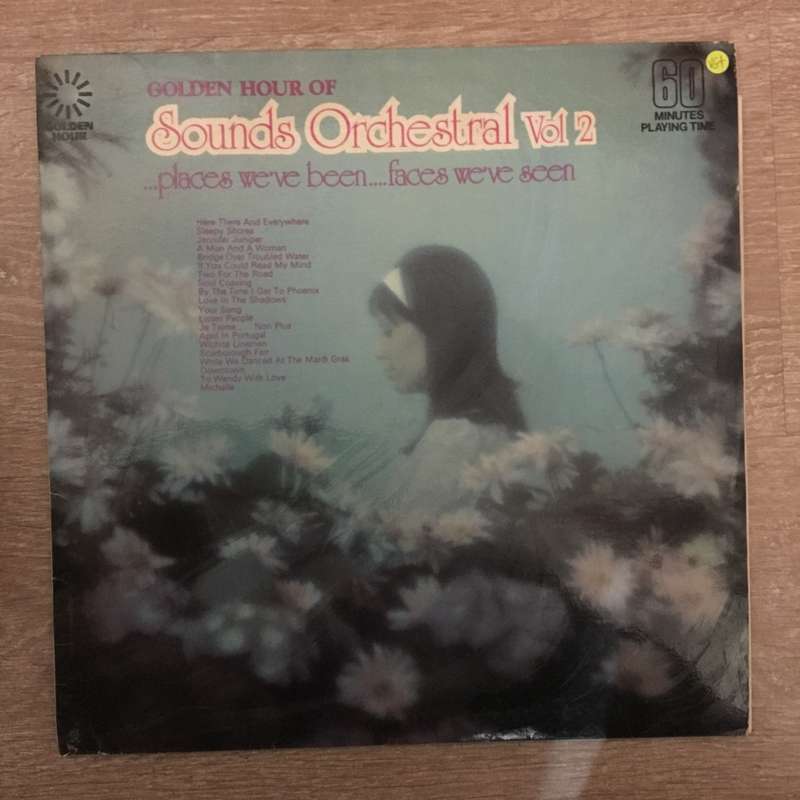 GOLDEN HOUR
GOLDEN HOUR OF
Sounds Orchestral Vol 2
...places we've been....faces we've seen
60
MINUTES
PLAYING TIME
VG+
Here There And Everywhere
Sleepy Shores
Jennifer Juniper
A Man And A Woman
Bridge Over Troubled Water
If You Could Read My Mind
Two For The Road
Soul Coaxing
By The Time I Get To Phoenix
Love In The Shadows
Your Song
Listen People
Je T'aime.... Non Plus
April In Portugal
Wichita Lineman
Scarborough Fair
While We Danced At The Mardi Gras
Downtown
To Wendy With Love
Michelle